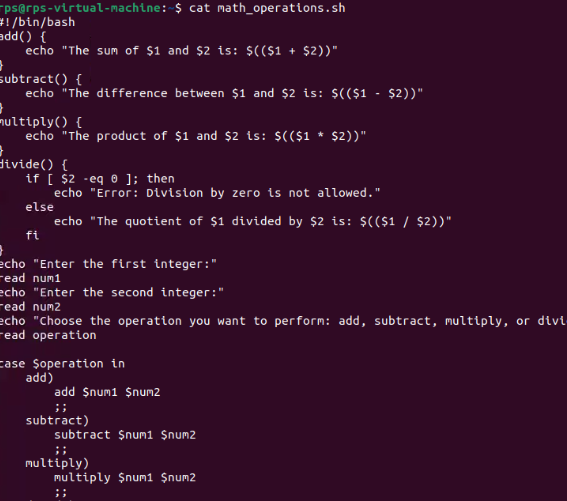 rps@rps-virtual-machine:~$ cat math_operations.sh
#!/bin/bash
add() {
    echo "The sum of $1 and $2 is: $(($1 + $2))"
}
subtract() {
    echo "The difference between $1 and $2 is: $(($1 - $2))"
}
multiply() {
    echo "The product of $1 and $2 is: $(($1 * $2))"
}
divide() {
    if [ $2 -eq 0 ]; then
        echo "Error: Division by zero is not allowed."
    else
        echo "The quotient of $1 divided by $2 is: $(($1 / $2))"
    fi
}
echo "Enter the first integer:"
read num1
echo "Enter the second integer:"
read num2
echo "Choose the operation you want to perform: add, subtract, multiply, or divi
read operation

case $operation in
    add)
        add $num1 $num2
        ;;
    subtract)
        subtract $num1 $num2
        ;;
    multiply)
        multiply $num1 $num2
        ;;